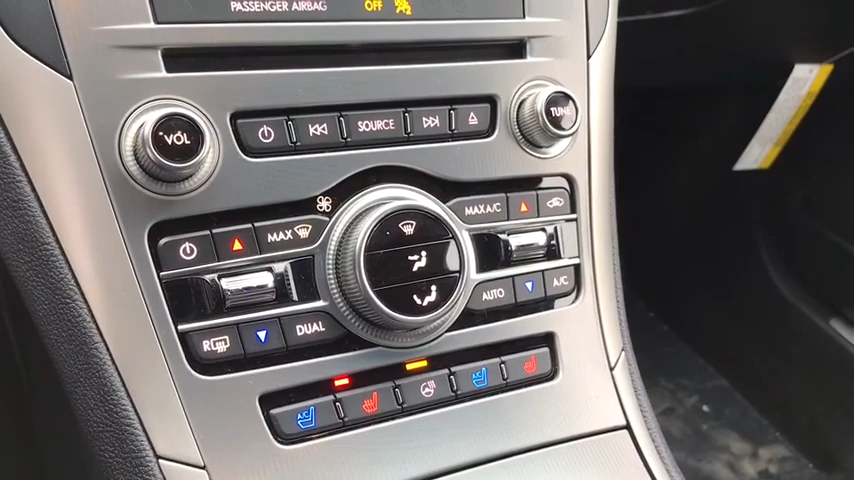 PASSENGER AIRBAG OFF
VOL
SOURCE
TUNE
MAX
MAX A/C
AUTO
A/C
R
DUAL
A/C
A/C